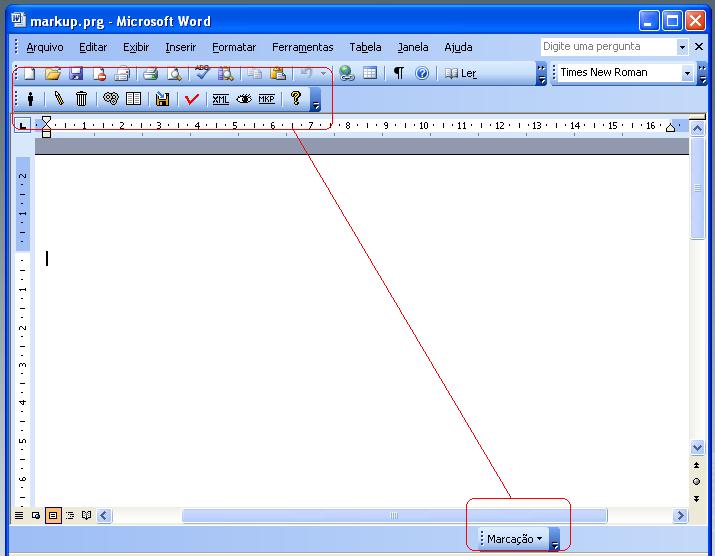 markup.prg - Microsoft Word
Arquivo Editar Exibir Inserir Formatar Ferramentas Tabela Janela Ajuda Digite uma pergunta
Ler Times New Roman
XML MKP
1 2 3 4 5 6 7 8 9 10 11 12 13 14 15 16
2
1
1
2
3
4
5
6
Marcação